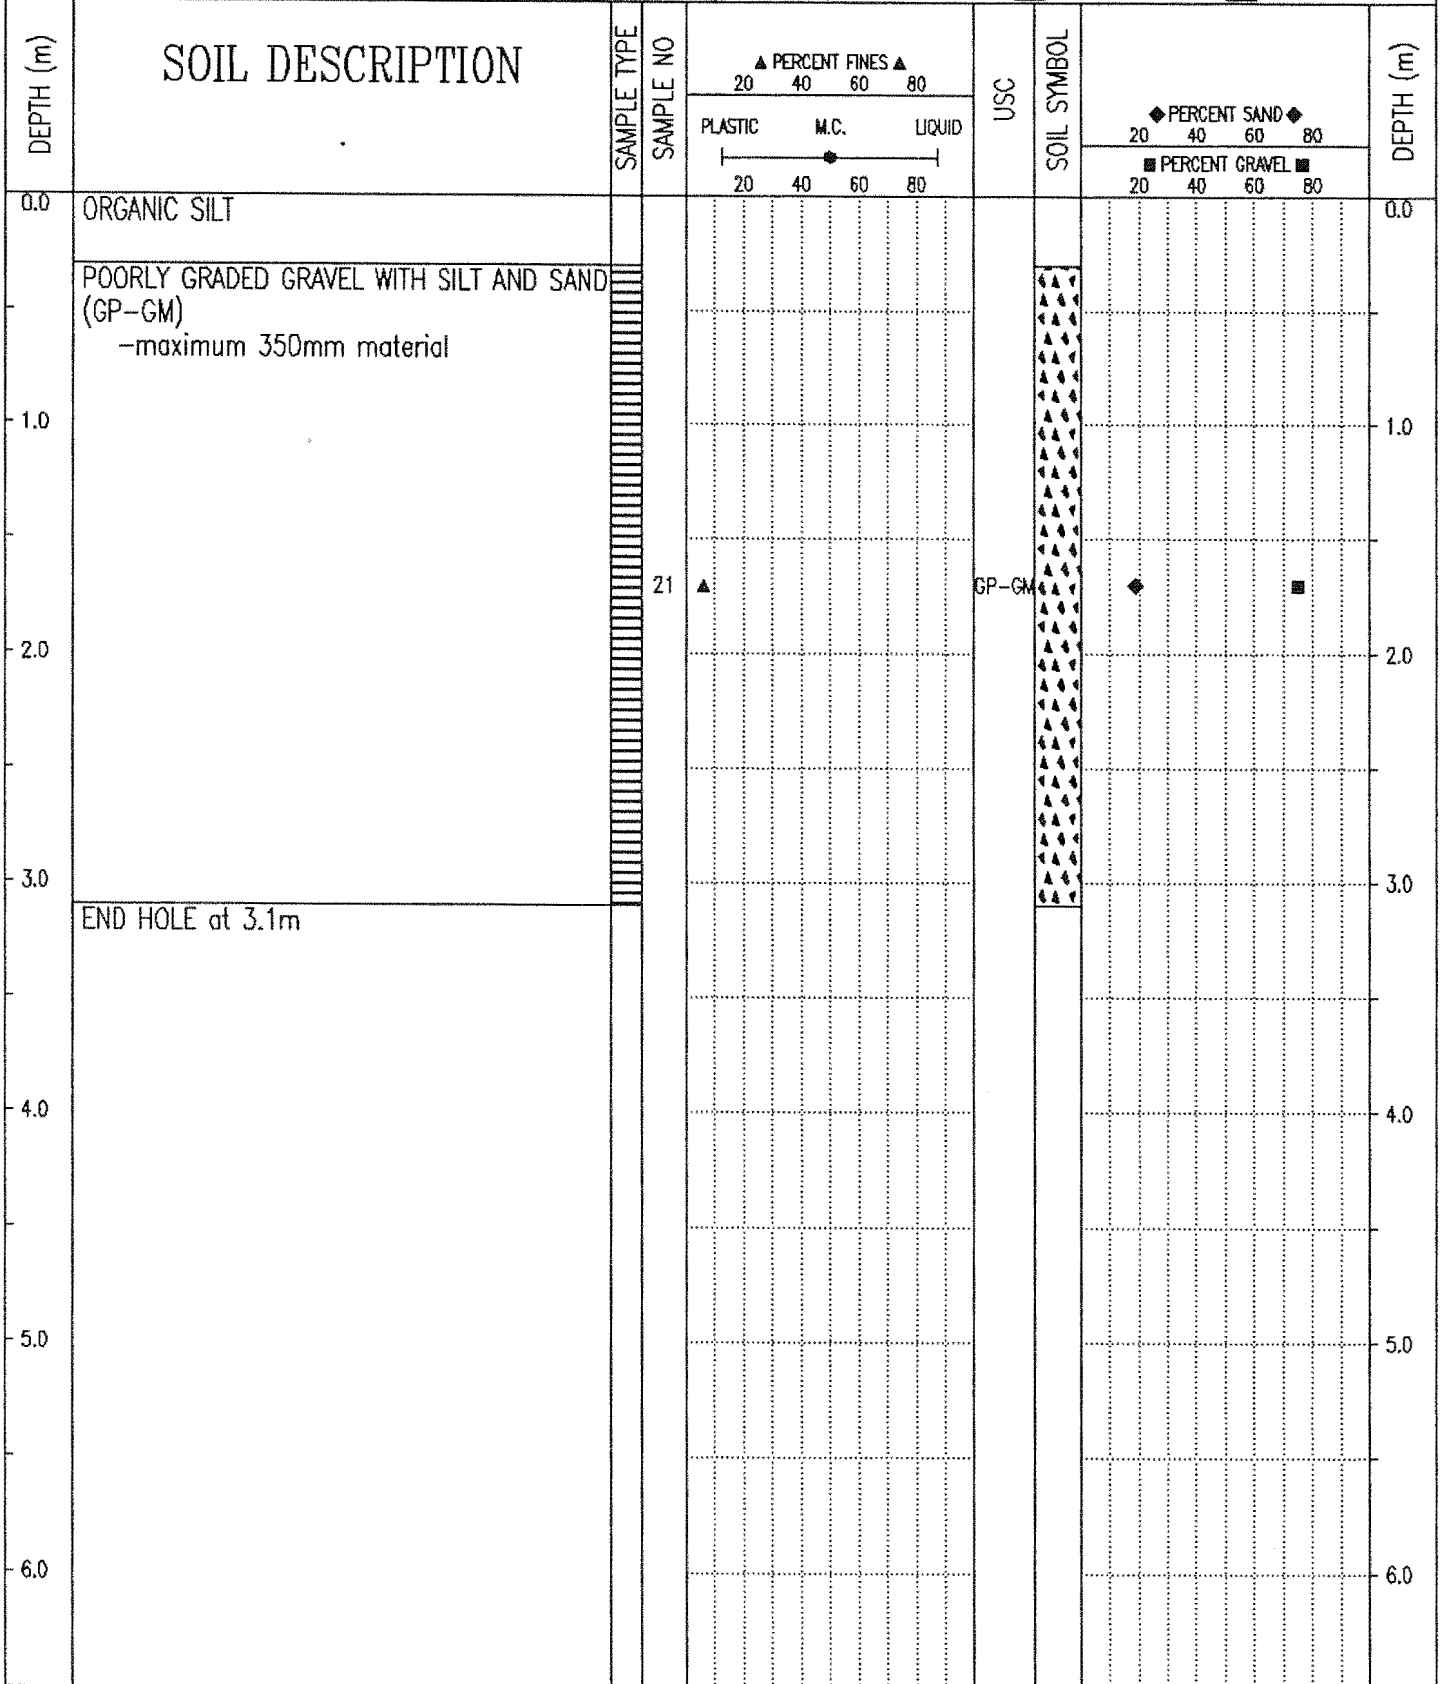 DEPTH (m)
SOIL DESCRIPTION
SAMPLE TYPE
SAMPLE NO
▲ PERCENT FINES ▲
20 40 60 80
PLASTIC M.C. LIQUID
20 40 60 80
USC
SOIL SYMBOL
◆ PERCENT SAND ◆
20 40 60 80
■ PERCENT GRAVEL ■
20 40 60 80
DEPTH (m)
0.0 ORGANIC SILT 0.0
POORLY GRADED GRAVEL WITH SILT AND SAND
(GP-GM)
-maximum 350mm material
1.0 1.0
21 GP-GM
2.0 2.0
3.0 3.0
END HOLE at 3.1m
4.0 4.0
5.0 5.0
6.0 6.0